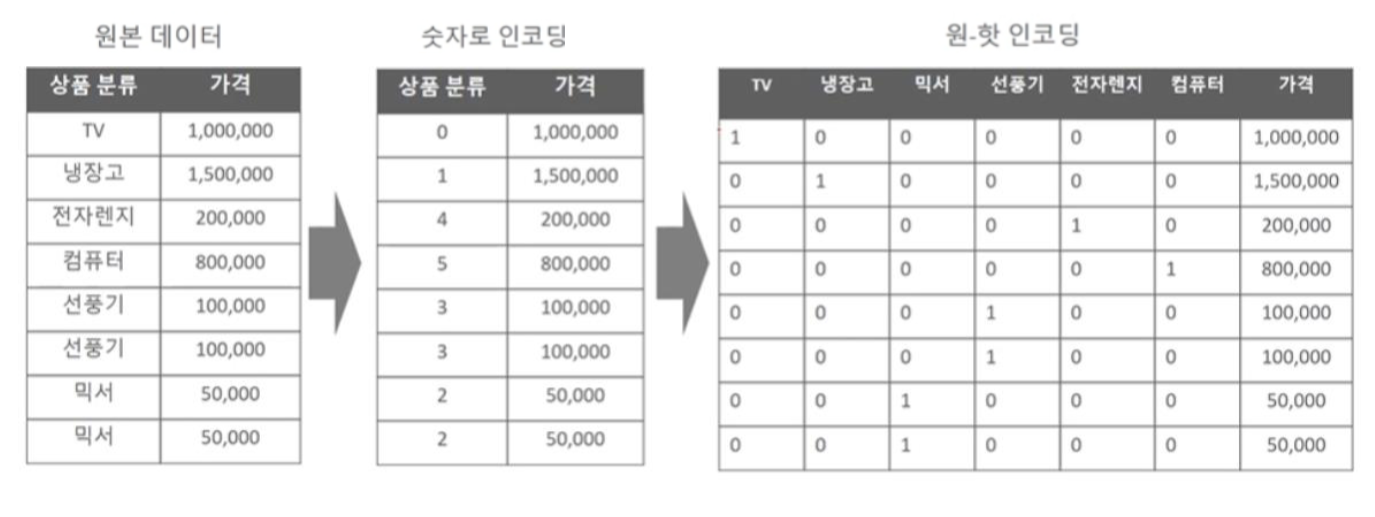 원본 데이터
상품 분류 가격
TV 1,000,000
냉장고 1,500,000
전자렌지 200,000
컴퓨터 800,000
선풍기 100,000
선풍기 100,000
믹서 50,000
믹서 50,000
숫자로 인코딩
상품 분류 가격
0 1,000,000
1 1,500,000
4 200,000
5 800,000
3 100,000
3 100,000
2 50,000
2 50,000
원-핫 인코딩
TV 냉장고 믹서 선풍기 전자렌지 컴퓨터 가격
1 0 0 0 0 0 1,000,000
0 1 0 0 0 0 1,500,000
0 0 0 0 1 0 200,000
0 0 0 0 0 1 800,000
0 0 0 1 0 0 100,000
0 0 0 1 0 0 100,000
0 0 1 0 0 0 50,000
0 0 1 0 0 0 50,000